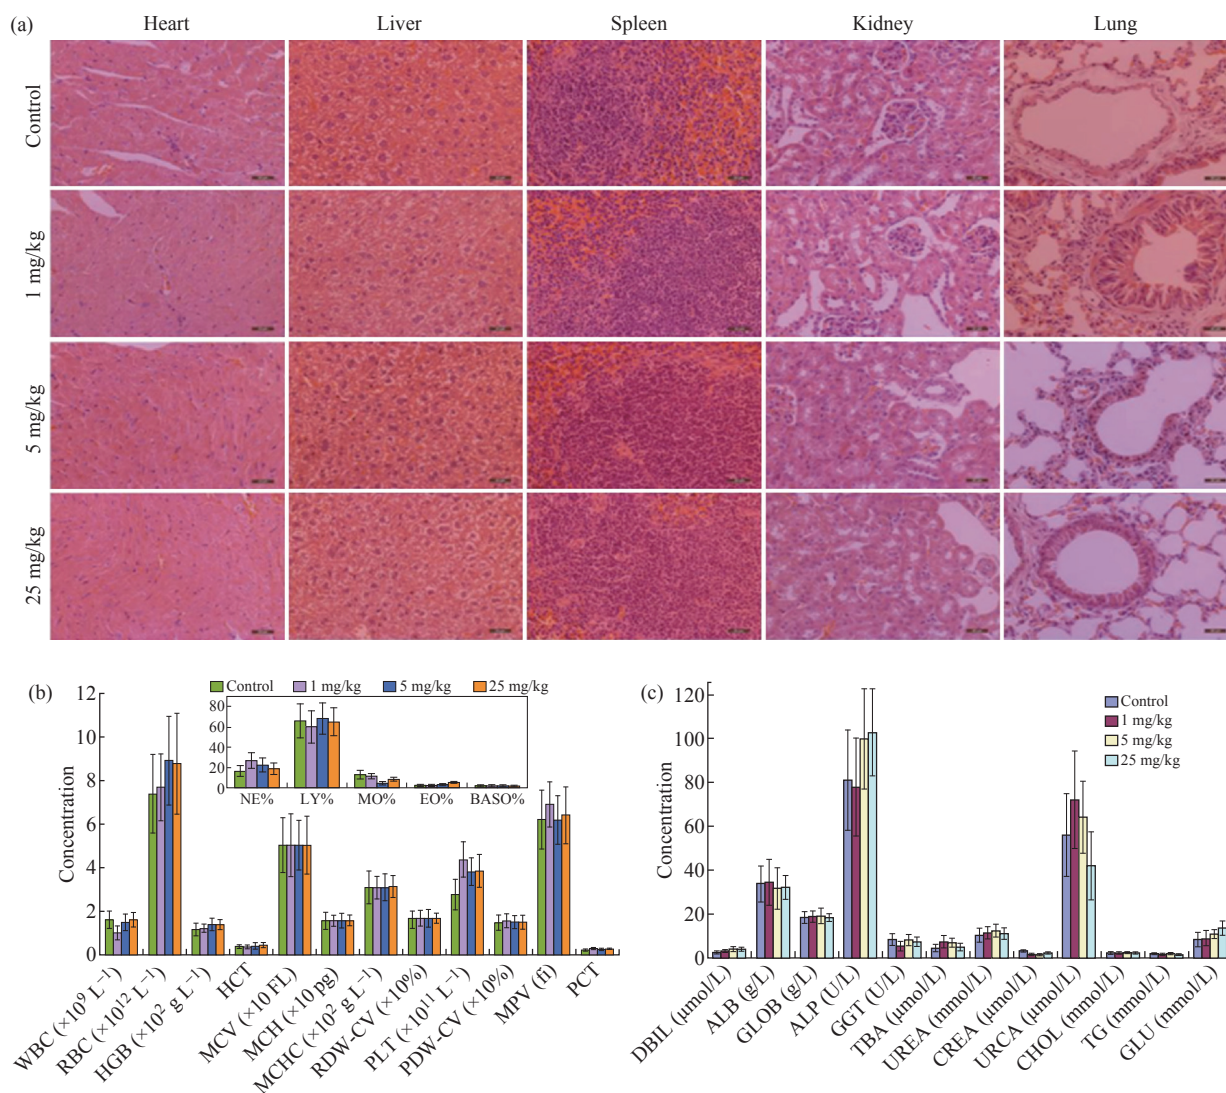 (a)
Heart Liver Spleen Kidney Lung
Control
1 mg/kg
5 mg/kg
25 mg/kg
(b)
Control 1 mg/kg 5 mg/kg 25 mg/kg
Concentration
12
10
8
6
4
2
0
80
60
40
20
0
NE% LY% MO% EO% BASO%
WBC (×10⁹ L⁻¹)
RBC (×10¹² L⁻¹)
HGB (×10² g L⁻¹)
HCT
MCV (×10 FL)
MCH (×10 pg)
MCHC (×10² g L⁻¹)
RDW-CV (×10%)
PLT (×10¹¹ L⁻¹)
PDW-CV (×10%)
MPV (fi)
PCT
(c)
Control
1 mg/kg
5 mg/kg
25 mg/kg
Concentration
120
100
80
60
40
20
0
DBIL (μmol/L)
ALB (g/L)
GLOB (g/L)
ALP (U/L)
GGT (U/L)
TBA (μmol/L)
UREA (mmol/L)
CREA (μmol/L)
URCA (μmol/L)
CHOL (mmol/L)
TG (mmol/L)
GLU (mmol/L)